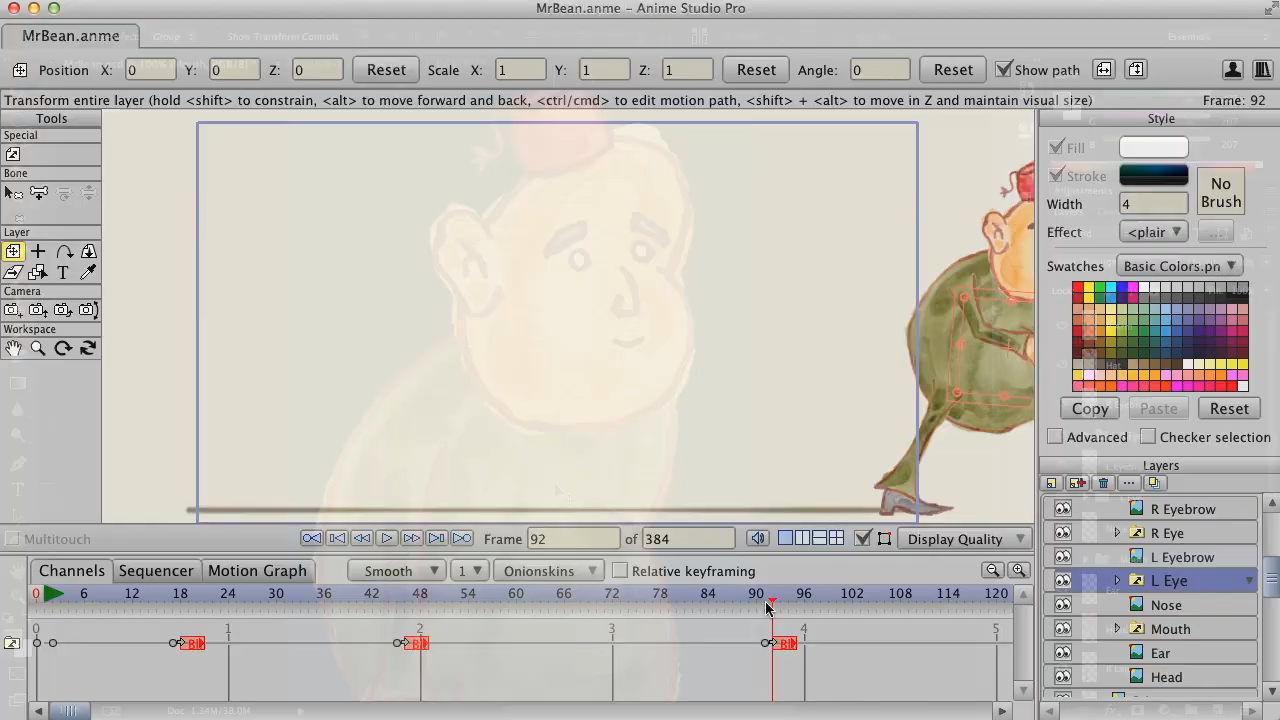 MrBean.anme - Anime Studio Pro
MrBean.anme
Position X: 0 Y: 0 Z: 0 Reset Scale X: 1 Y: 1 Z: 1 Reset Angle: 0 Reset Show path
Transform entire layer (hold <shift> to constrain, <alt> to move forward and back, <ctrl/cmd> to edit motion path, <shift> + <alt> to move in Z and maintain visual size) Frame: 92
Tools
Special
Bone
Layer
Camera
Workspace
Style
Fill
Stroke
Width 4
No Brush
Effect <plair
Swatches Basic Colors.pn
Copy Paste Reset
Advanced Checker selection
Layers
R Eyebrow
R Eye
L Eyebrow
L Eye
Nose
Mouth
Ear
Head
Multitouch Frame 92 of 384 Display Quality
Channels Sequencer Motion Graph Smooth 1 Onionskins Relative keyframing
0 6 12 18 24 30 36 42 48 54 60 66 72 78 84 90 96 102 108 114 120
0 1 2 3 4 5